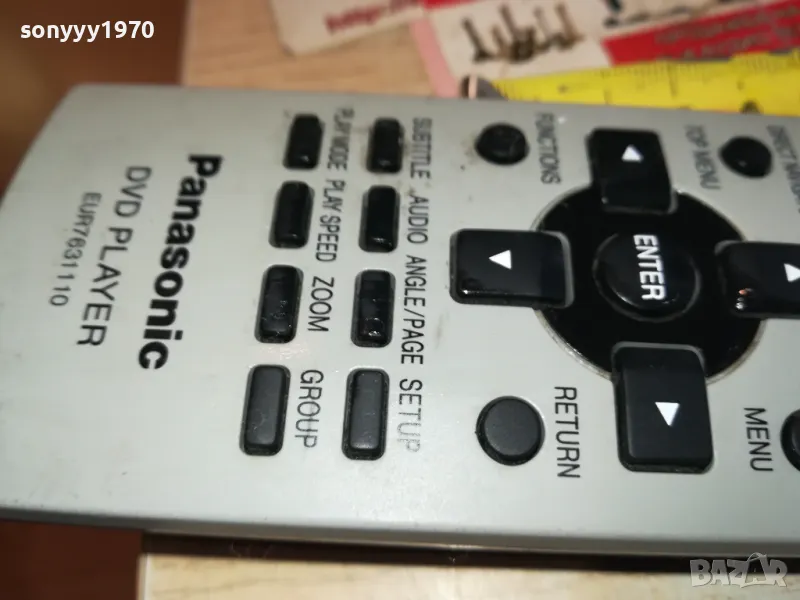 sonyyy1970
TOP MENU
FUNCTIONS
ENTER
MENU
RETURN
SUBTITLE AUDIO ANGLE/PAGE SETUP
PLAY MODE PLAY SPEED ZOOM GROUP
Panasonic
DVD PLAYER
EUR7631110
BAZAR